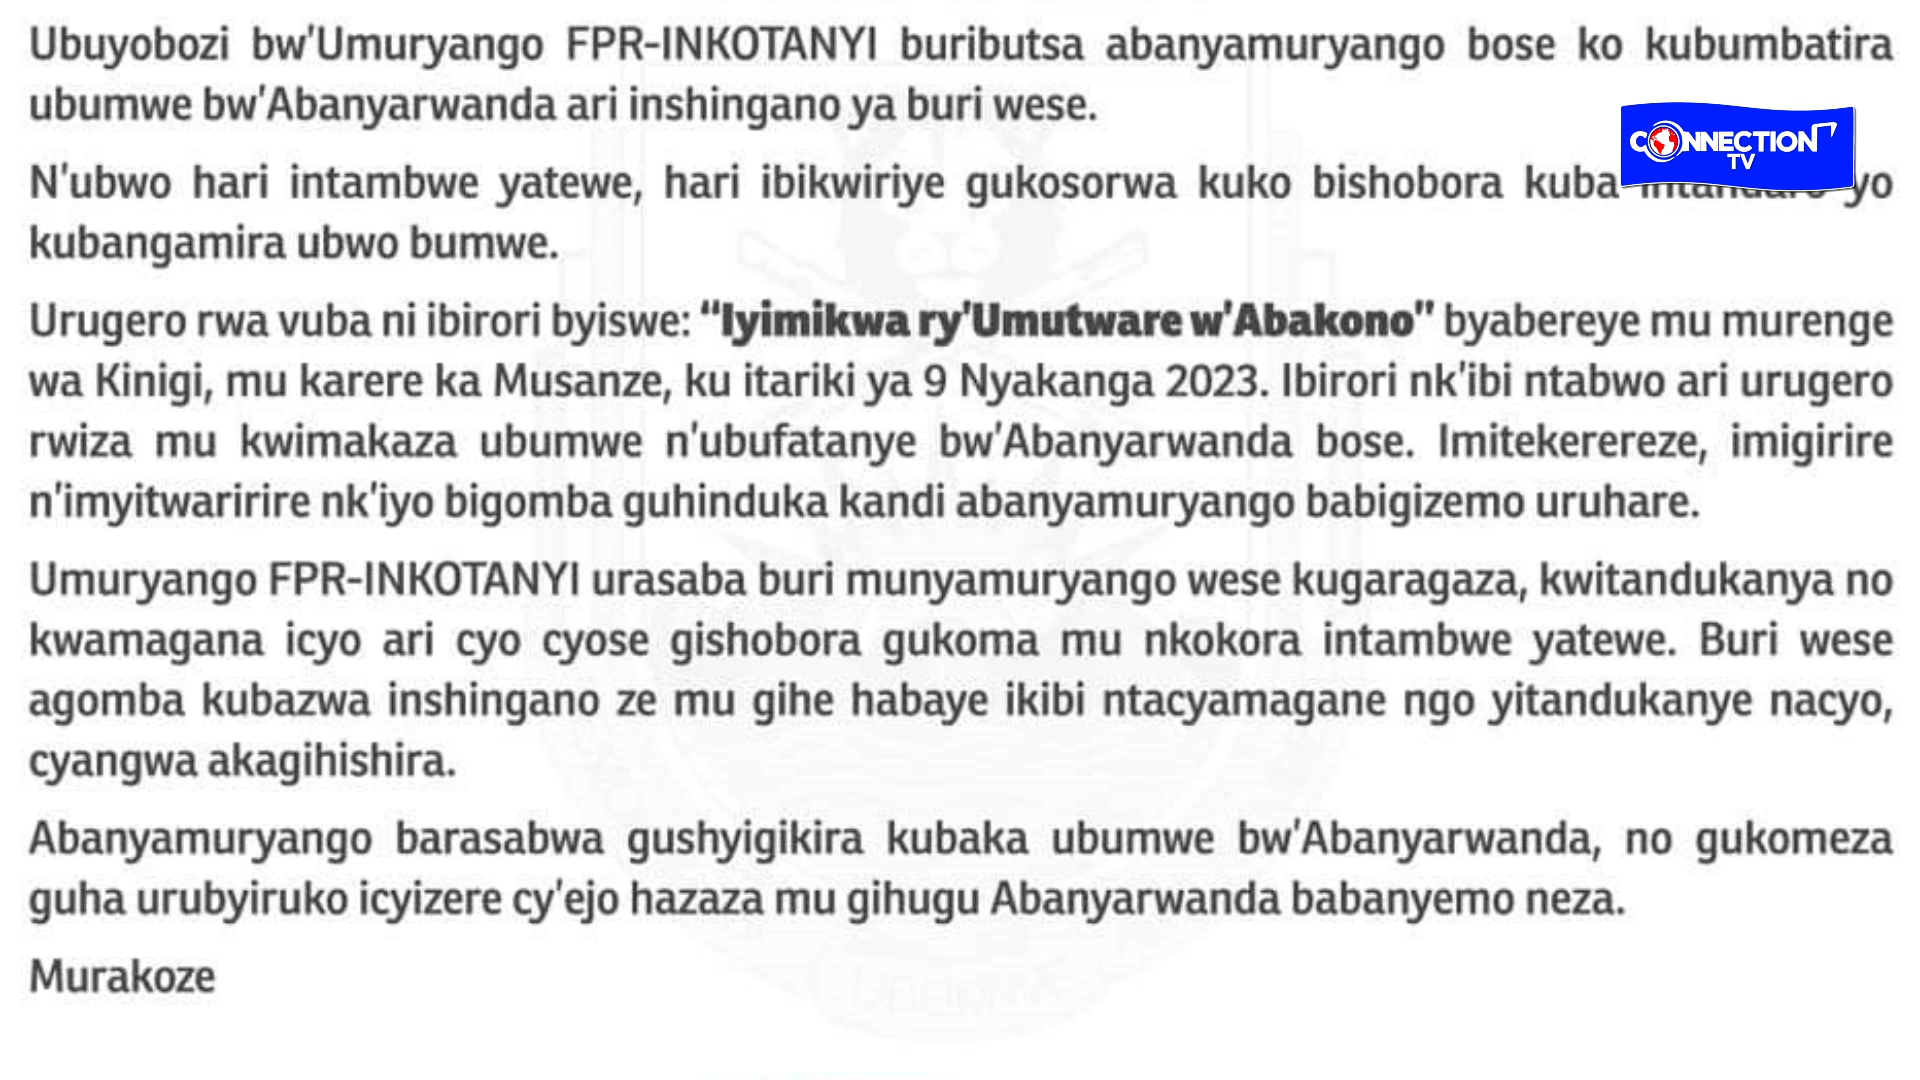 Ubuyobozi bw'Umuryango FPR-INKOTANYI buributsa abanyamuryango bose ko kubumbatira
ubumwe bw'Abanyarwanda ari inshingano ya buri wese.
CONNECTION
TV
N'ubwo hari intambwe yatewe, hari ibikwiriye gukosorwa kuko bishobora kuba yo
kubangamira ubwo bumwe.
Urugero rwa vuba ni ibirori byiswe: “Iyimikwa ry'Umutware w'Abakono” byabereye mu murenge
wa Kinigi, mu karere ka Musanze, ku itariki ya 9 Nyakanga 2023. Ibirori nk'ibi ntabwo ari urugero
rwiza mu kwimakaza ubumwe n'ubufatanye bw'Abanyarwanda bose. Imitekerereze, imigirire
n'imyitwaririre nk'iyo bigomba guhinduka kandi abanyamuryango babigizemo uruhare.
Umuryango FPR-INKOTANYI urasaba buri munyamuryango wese kugaragaza, kwitandukanya no
kwamagana icyo ari cyo cyose gishobora gukoma mu nkokora intambwe yatewe. Buri wese
agomba kubazwa inshingano ze mu gihe habaye ikibi ntacyamagane ngo yitandukanye nacyo,
cyangwa akagihishira.
Abanyamuryango barasabwa gushyigikira kubaka ubumwe bw'Abanyarwanda, no gukomeza
guha urubyiruko icyizere cy'ejo hazaza mu gihugu Abanyarwanda babanyemo neza.
Murakoze